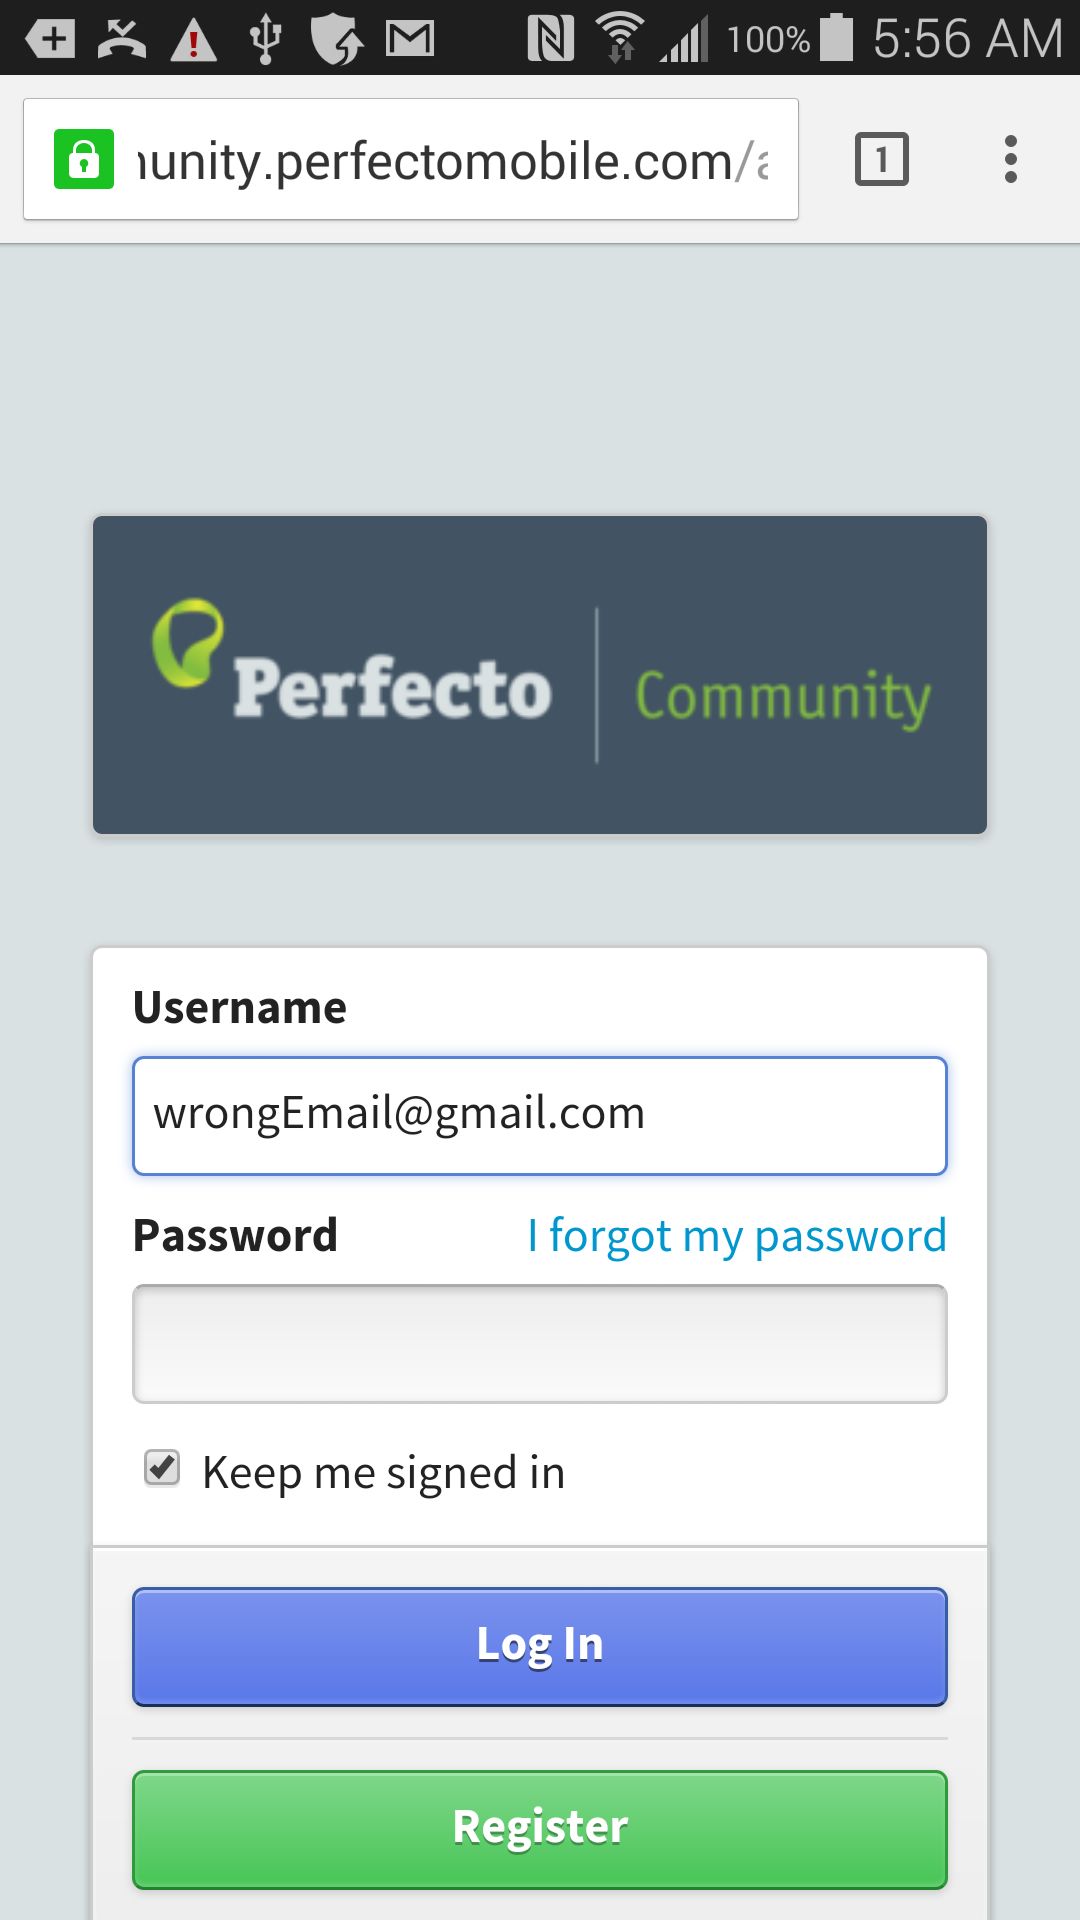 100% 5:56 AM
unity.perfectomobile.com/a
1
Perfecto Community
Username
wrongEmail@gmail.com
Password I forgot my password
Keep me signed in
Log In
Register